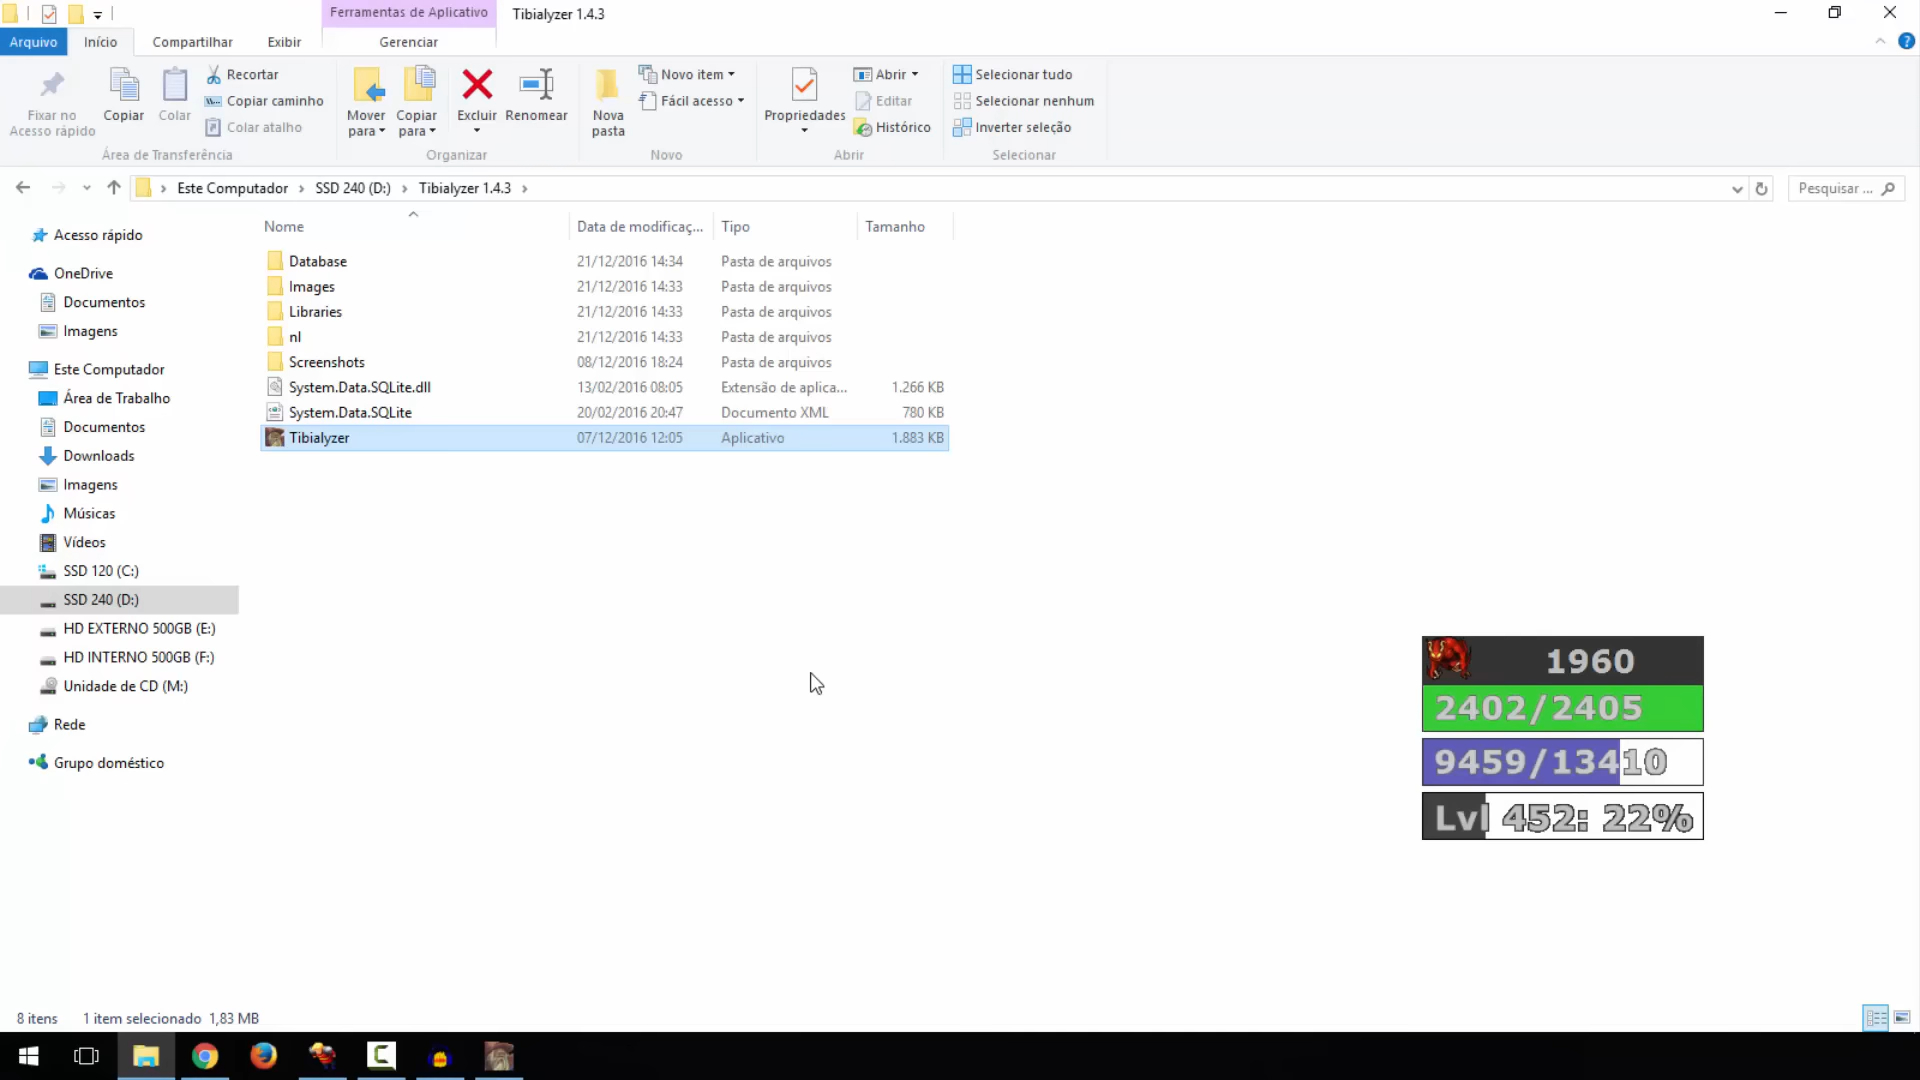 Ferramentas de Aplicativo
Tibialyzer 1.4.3
Arquivo
Início
Compartilhar
Exibir
Gerenciar
Fixar no
Acesso rápido
Copiar
Colar
Recortar
Copiar caminho
Colar atalho
Área de Transferência
Mover
para
Copiar
para
Excluir
Renomear
Organizar
Nova
pasta
Novo item
Fácil acesso
Novo
Propriedades
Abrir
Editar
Histórico
Abrir
Selecionar tudo
Selecionar nenhum
Inverter seleção
Selecionar
Este Computador
SSD 240 (D:)
Tibialyzer 1.4.3
Pesquisar ...
Acesso rápido
OneDrive
Documentos
Imagens
Este Computador
Área de Trabalho
Documentos
Downloads
Imagens
Músicas
Vídeos
SSD 120 (C:)
SSD 240 (D:)
HD EXTERNO 500GB (E:)
HD INTERNO 500GB (F:)
Unidade de CD (M:)
Rede
Grupo doméstico
Nome Data de modificaç... Tipo Tamanho
Database 21/12/2016 14:34 Pasta de arquivos
Images 21/12/2016 14:33 Pasta de arquivos
Libraries 21/12/2016 14:33 Pasta de arquivos
nl 21/12/2016 14:33 Pasta de arquivos
Screenshots 08/12/2016 18:24 Pasta de arquivos
System.Data.SQLite.dll 13/02/2016 08:05 Extensão de aplica... 1.266 KB
System.Data.SQLite 20/02/2016 20:47 Documento XML 780 KB
Tibialyzer 07/12/2016 12:05 Aplicativo 1.883 KB
1960
2402/2405
9459/13410
Lvl 452: 22%
8 itens 1 item selecionado 1,83 MB